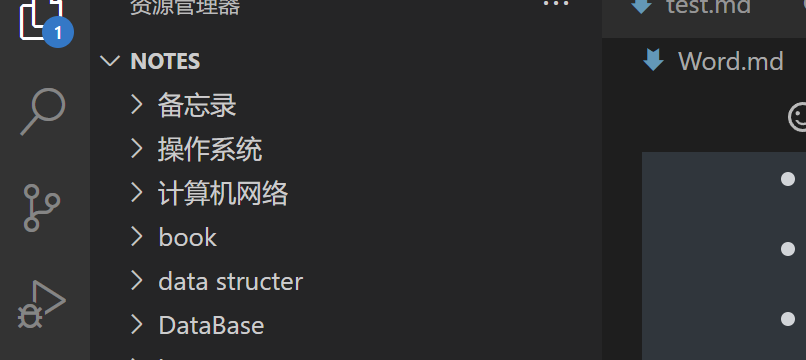 资源管理器
test.md
1
NOTES
Word.md
备忘录
操作系统
计算机网络
book
data structer
DataBase